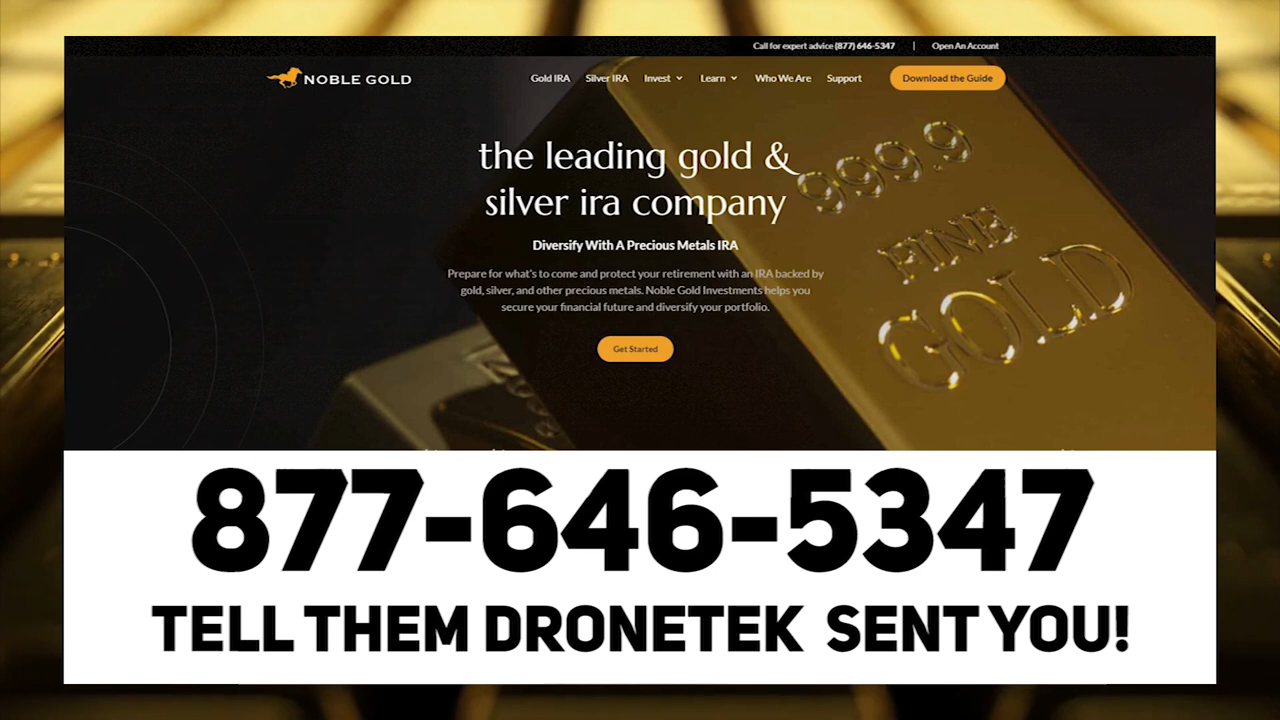 Call for expert advice (877) 646-5347 | Open An Account
NOBLE GOLD Gold IRA Silver IRA Invest Learn Who We Are Support Download the Guide
the leading gold &
silver ira company
Diversify With A Precious Metals IRA
Prepare for what's to come and protect your retirement with an IRA backed by
gold, silver, and other precious metals. Noble Gold Investments helps you
secure your financial future and diversify your portfolio.
Get Started
999.9
FINE
GOLD
877-646-5347
TELL THEM DRONETEK SENT YOU!